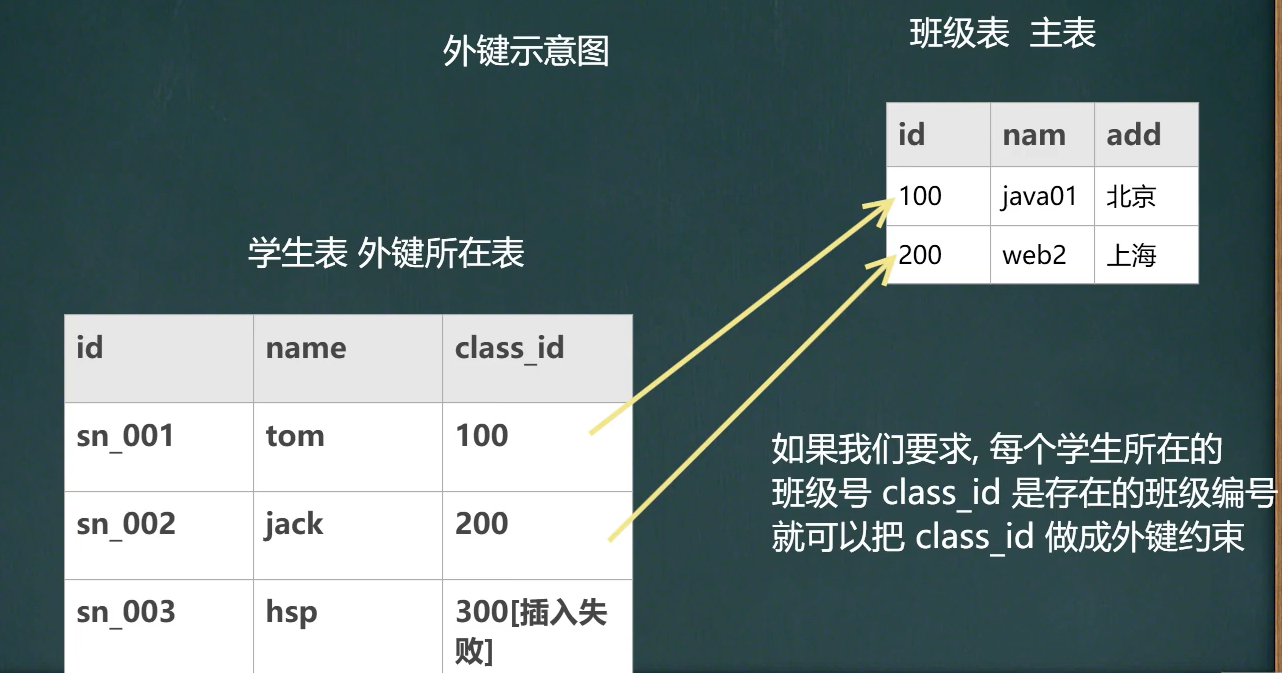 外键示意图
班级表 主表
id nam add
100 java01 北京
200 web2 上海
学生表 外键所在表
id name class_id
sn_001 tom 100
sn_002 jack 200
sn_003 hsp 300[插入失
败]
如果我们要求, 每个学生所在的
班级号 class_id 是存在的班级编号
就可以把 class_id 做成外键约束